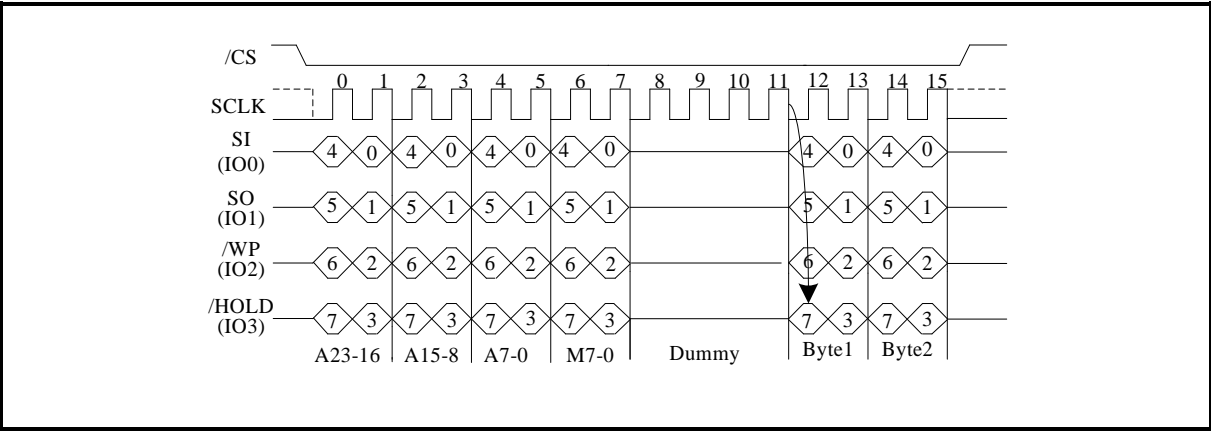 /CS
0 1 2 3 4 5 6 7 8 9 10 11 12 13 14 15
SCLK
SI
(IO0)
4 0 4 0 4 0 4 0 4 0 4 0
SO
(IO1)
5 1 5 1 5 1 5 1 5 1 5 1
/WP
(IO2)
6 2 6 2 6 2 6 2 6 2 6 2
/HOLD
(IO3)
7 3 7 3 7 3 7 3 7 3 7 3
A23-16 A15-8 A7-0 M7-0 Dummy Byte1 Byte2